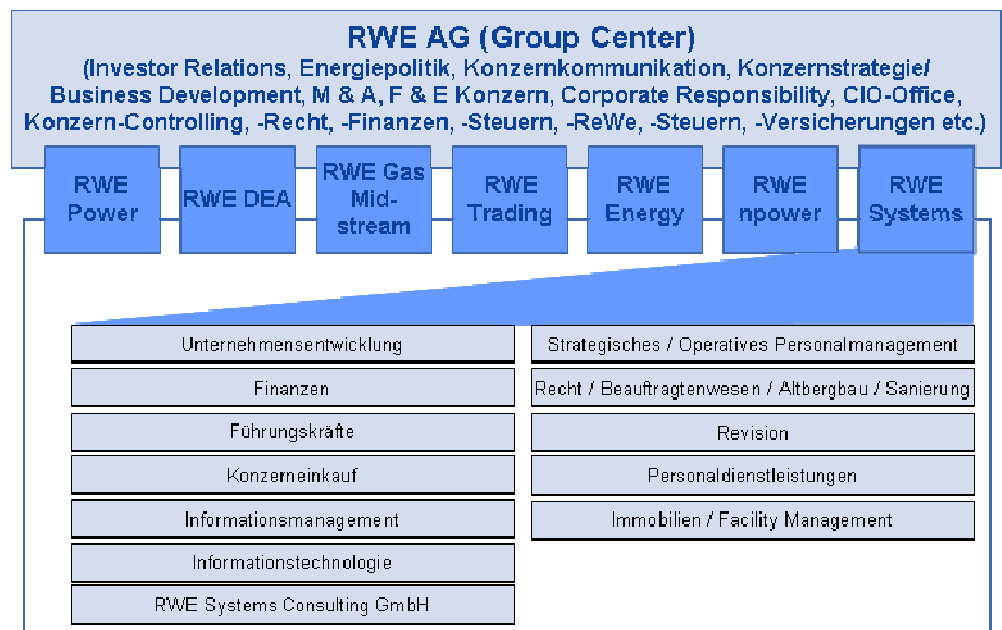 RWE AG (Group Center)
(Investor Relations, Energiepolitik, Konzernkommunikation, Konzernstrategie/
Business Development, M & A, F & E Konzern, Corporate Responsibility, CIO-Office,
Konzern-Controlling, -Recht, -Finanzen, -Steuern, -ReWe, -Steuern, -Versicherungen etc.)
RWE
Power
RWE DEA
RWE Gas
Mid-
stream
RWE
Trading
RWE
Energy
RWE
npower
RWE
Systems
Unternehmensentwicklung
Finanzen
Führungskräfte
Konzerneinkauf
Informationsmanagement
Informationstechnologie
RWE Systems Consulting GmbH
Strategisches / Operatives Personalmanagement
Recht / Beauftragtenwesen / Altbergbau / Sanierung
Revision
Personaldienstleistungen
Immobilien / Facility Management